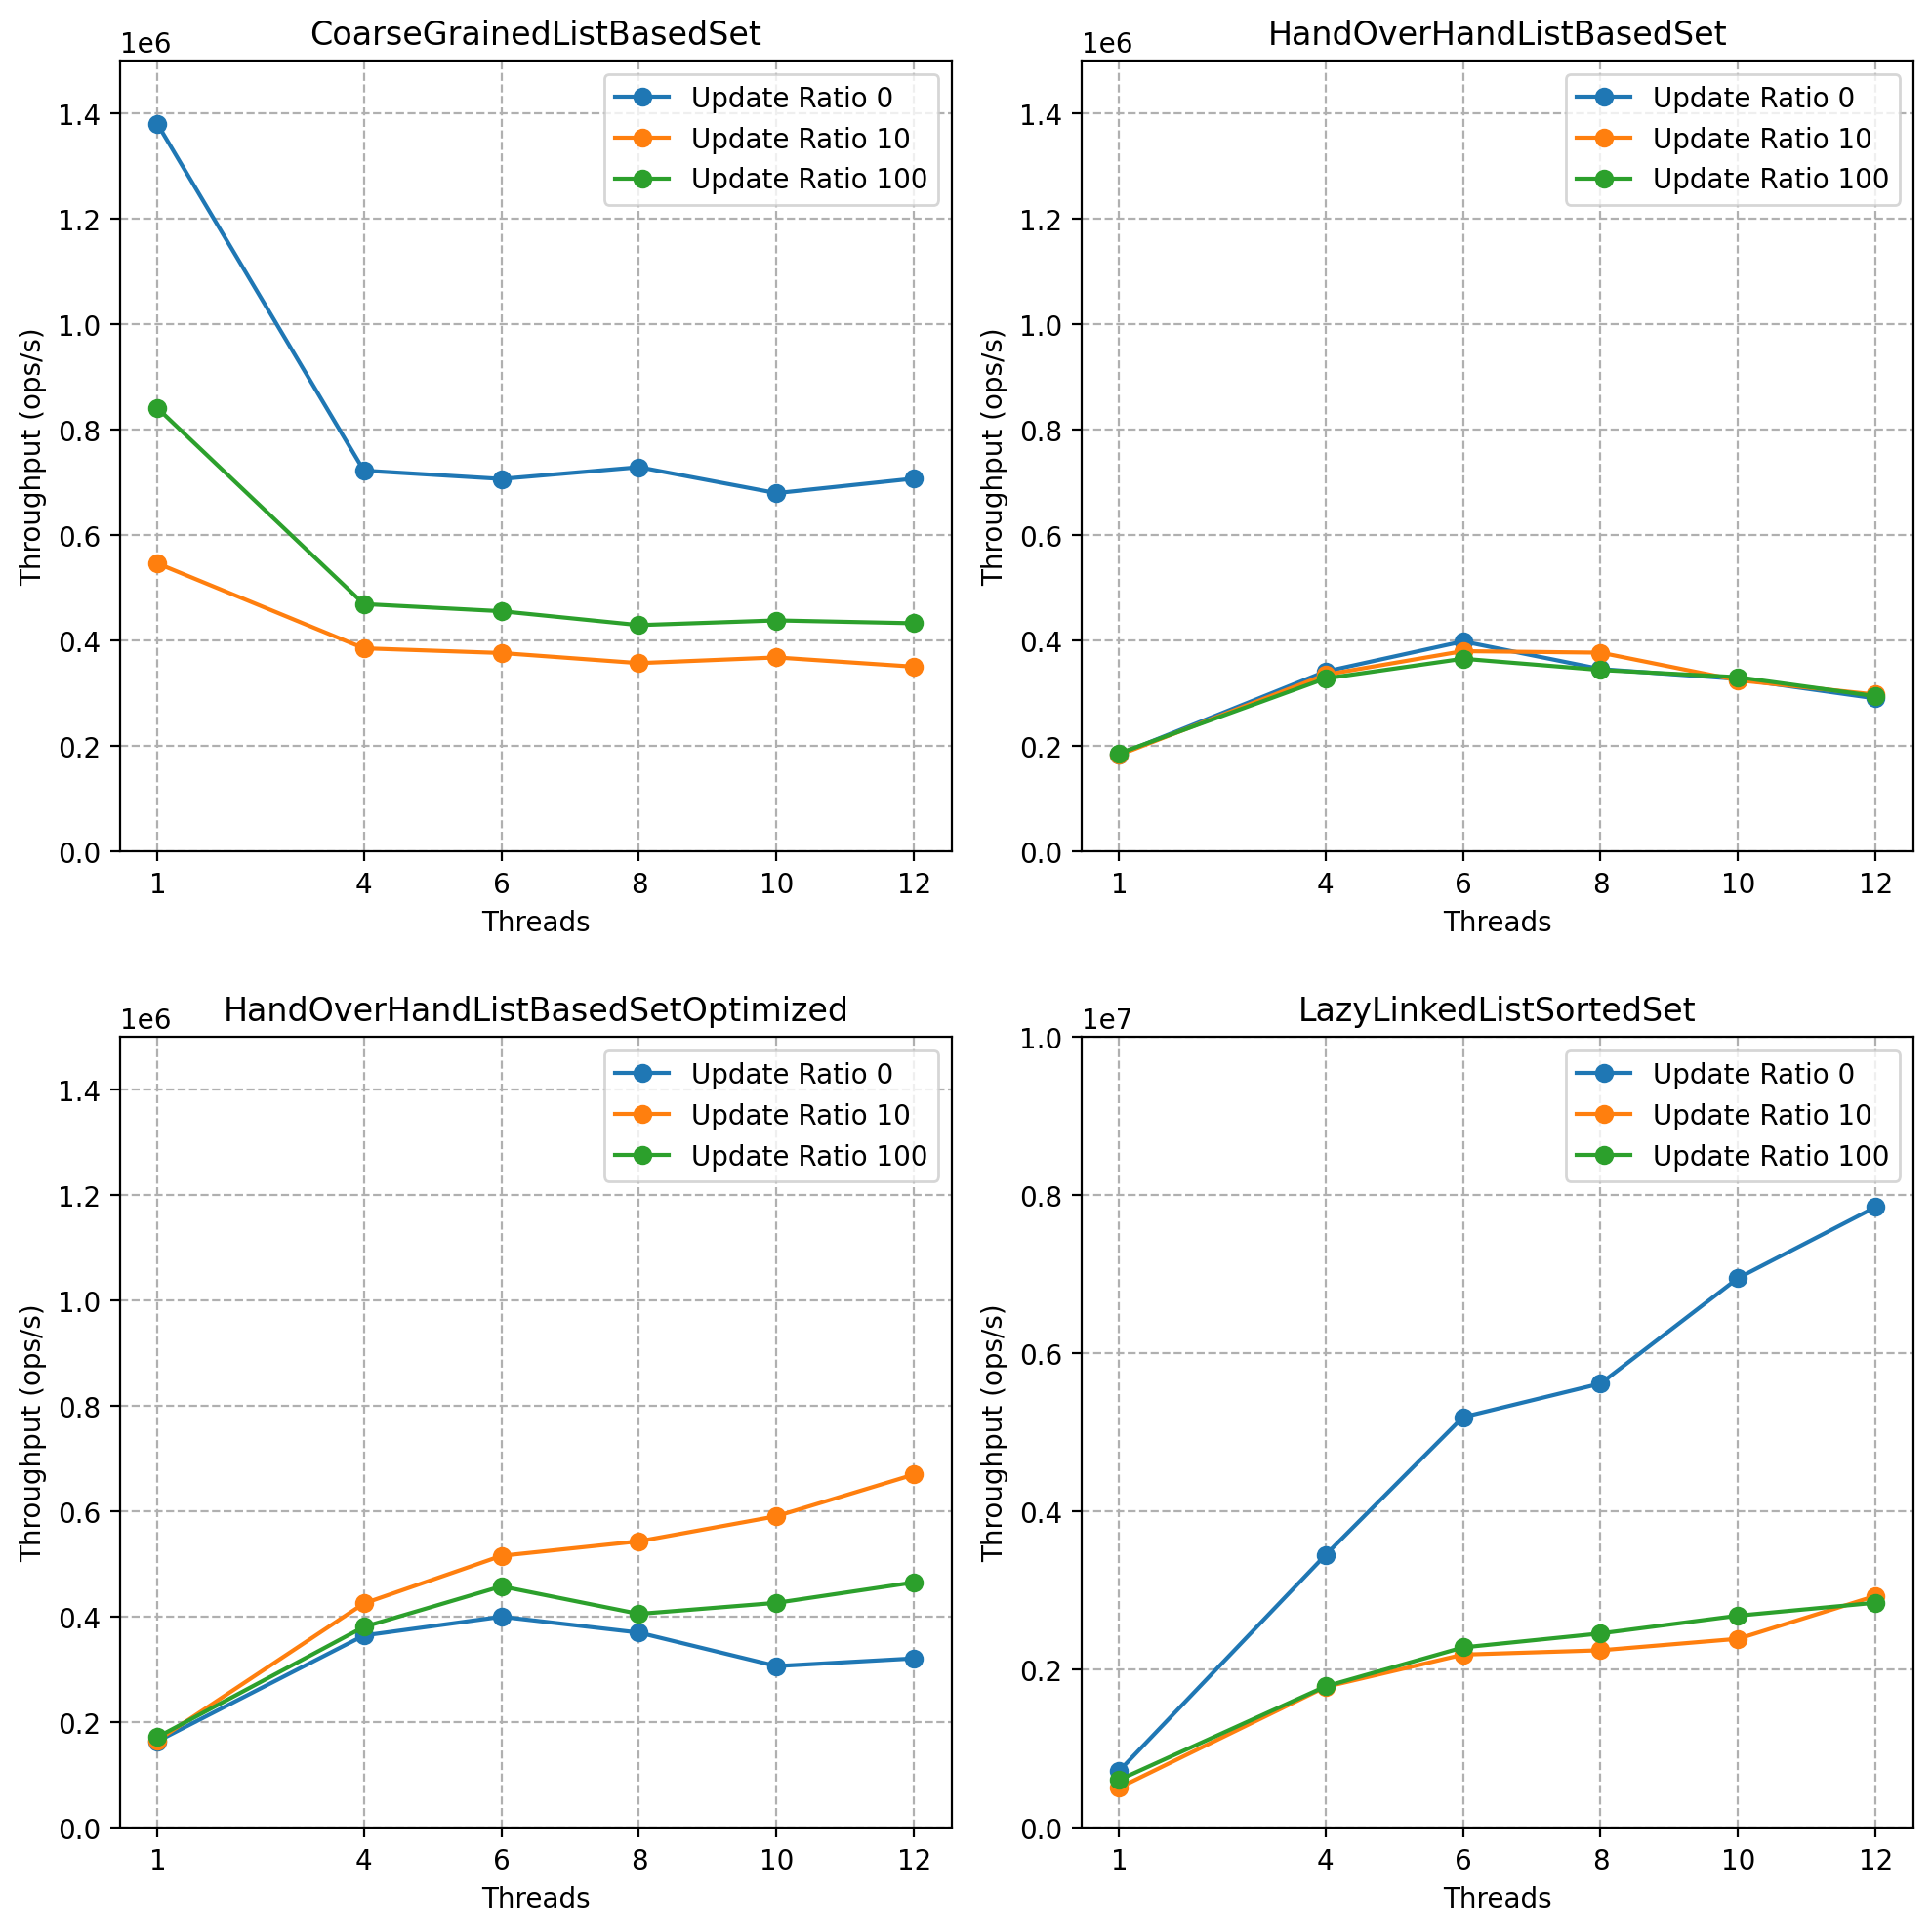 CoarseGrainedListBasedSet
1e6
Update Ratio 0
Update Ratio 10
Update Ratio 100
1.4
1.2
1.0
0.8
0.6
0.4
0.2
0.0
Throughput (ops/s)
1 4 6 8 10 12
Threads
HandOverHandListBasedSet
1e6
Update Ratio 0
Update Ratio 10
Update Ratio 100
1.4
1.2
1.0
0.8
0.6
0.4
0.2
0.0
Throughput (ops/s)
1 4 6 8 10 12
Threads
HandOverHandListBasedSetOptimized
1e6
Update Ratio 0
Update Ratio 10
Update Ratio 100
1.4
1.2
1.0
0.8
0.6
0.4
0.2
0.0
Throughput (ops/s)
1 4 6 8 10 12
Threads
LazyLinkedListSortedSet
1e7
Update Ratio 0
Update Ratio 10
Update Ratio 100
1.0
0.8
0.6
0.4
0.2
0.0
Throughput (ops/s)
1 4 6 8 10 12
Threads